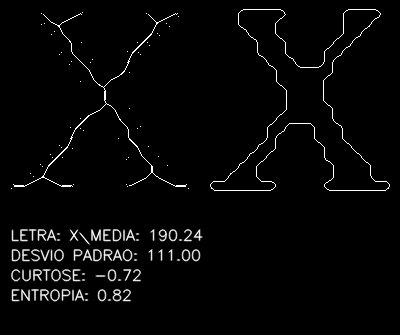 X X
LETRA: X\MEDIA: 190.24
DESVIO PADRAO: 111.00
CURTOSE: -0.72
ENTROPIA: 0.82